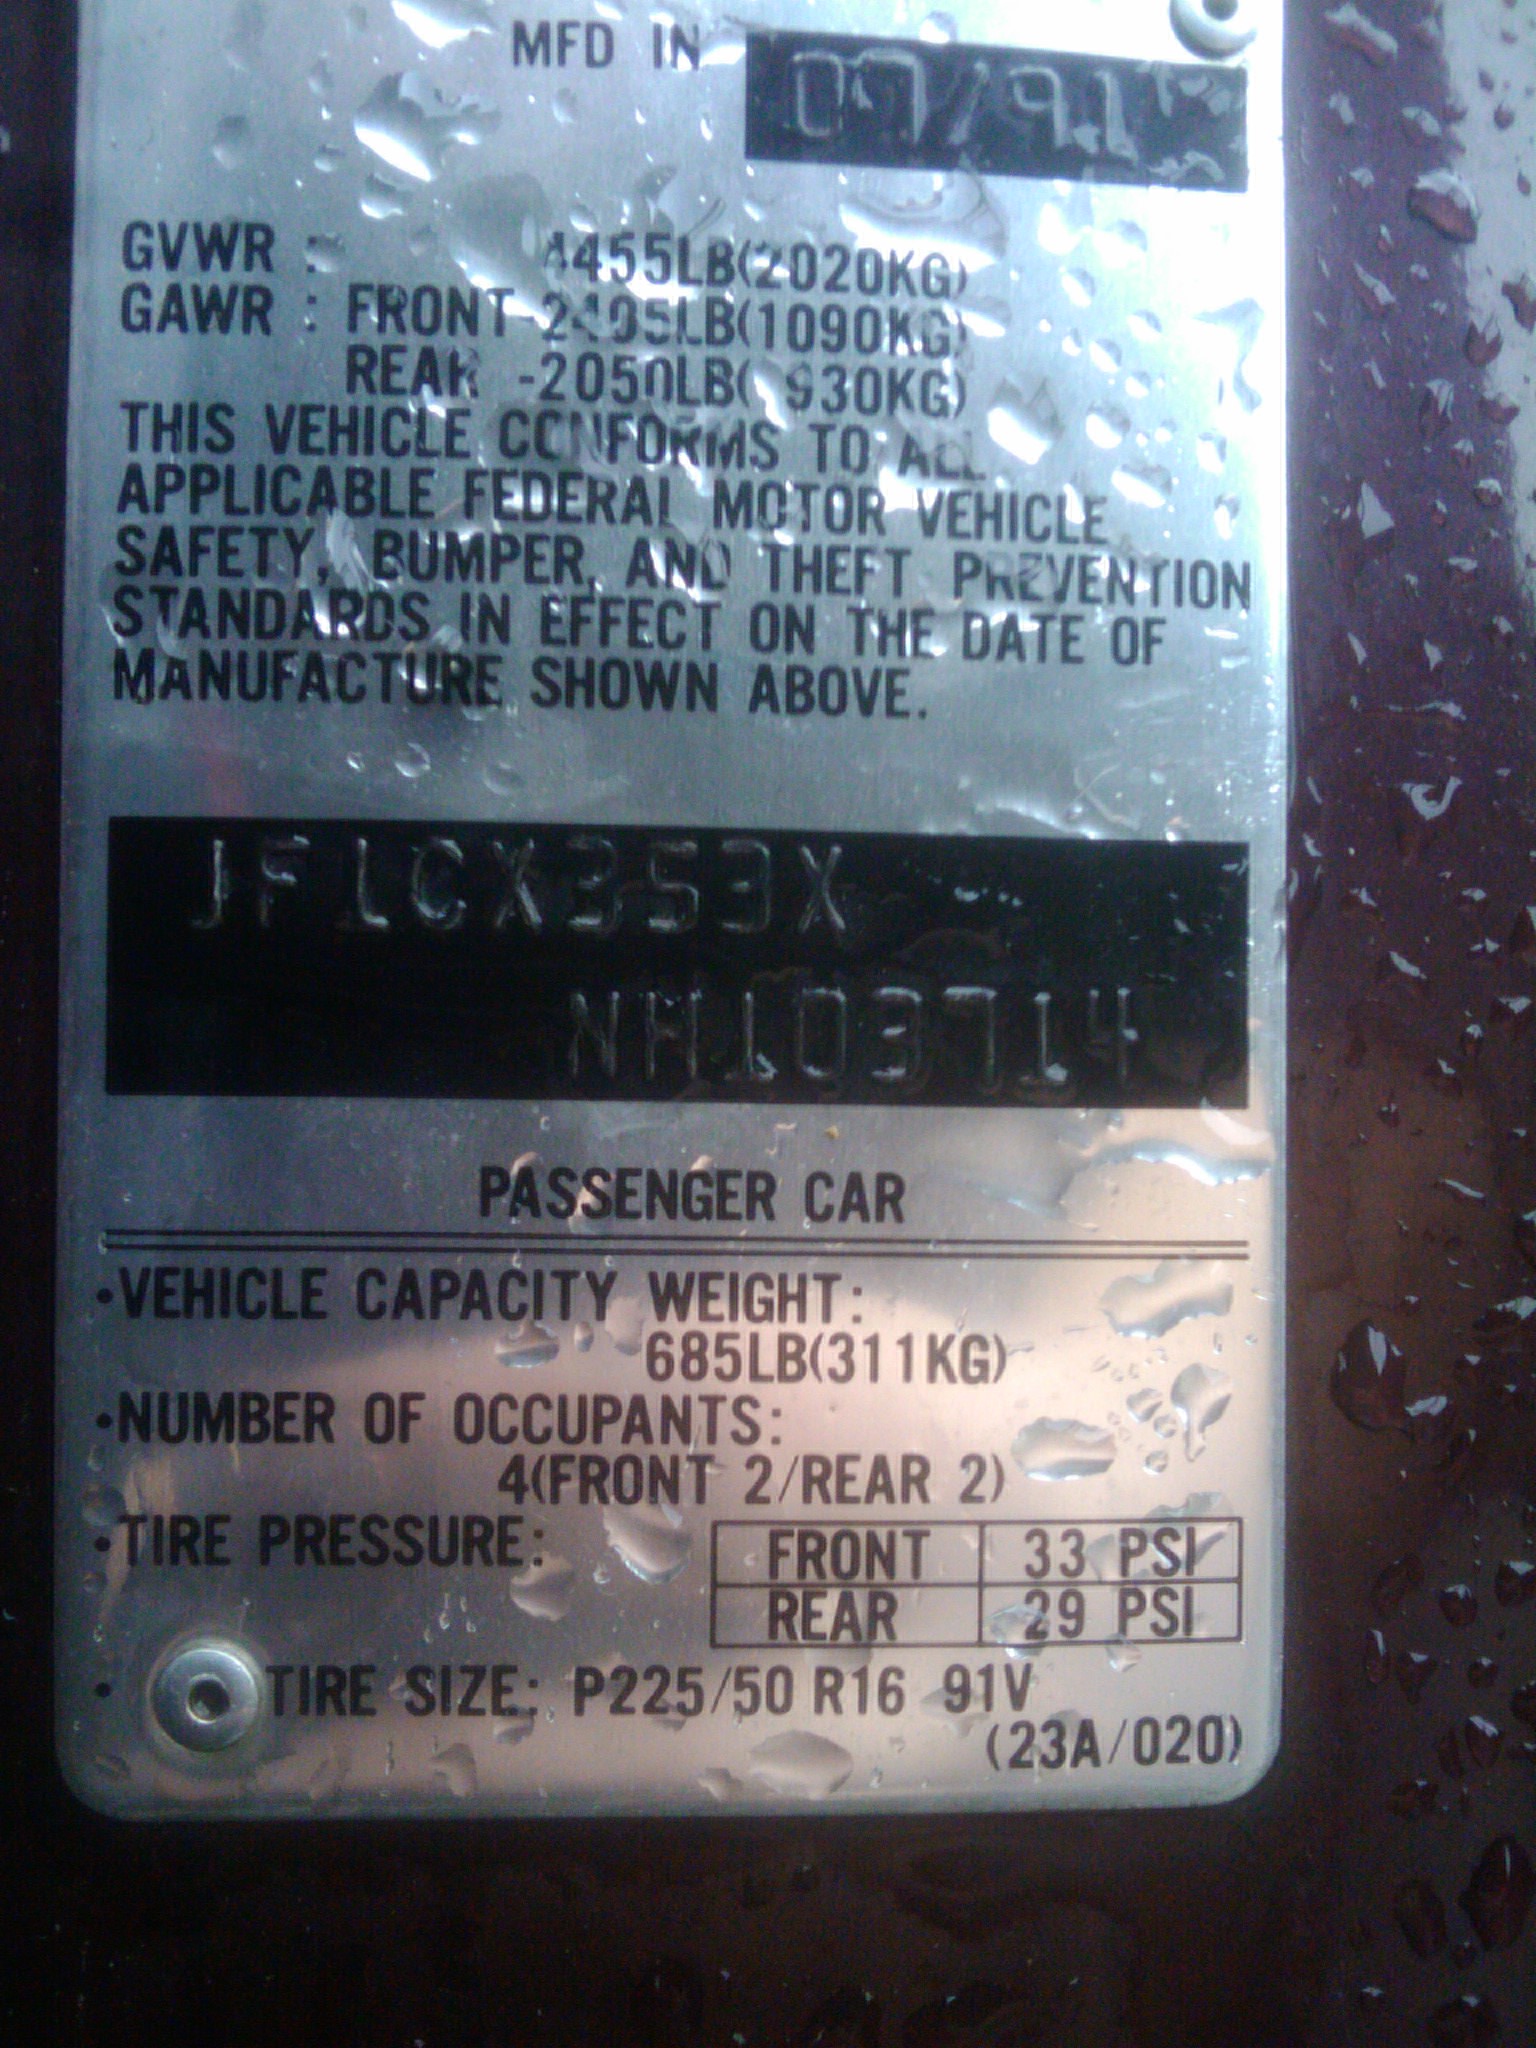 MFD IN 07/91
GVWR : 4455LB(2020KG)
GAWR : FRONT-2405LB(1090KG)
REAR -2050LB( 930KG)
THIS VEHICLE CONFORMS TO ALL
APPLICABLE FEDERAL MOTOR VEHICLE
SAFETY, BUMPER, AND THEFT PREVENTION
STANDARDS IN EFFECT ON THE DATE OF
MANUFACTURE SHOWN ABOVE.
JF1CX353X
NH103714
PASSENGER CAR
•VEHICLE CAPACITY WEIGHT:
685LB(311KG)
•NUMBER OF OCCUPANTS:
4(FRONT 2/REAR 2)
•TIRE PRESSURE:
FRONT 33 PSI
REAR 29 PSI
• TIRE SIZE: P225/50 R16 91V
(23A/020)